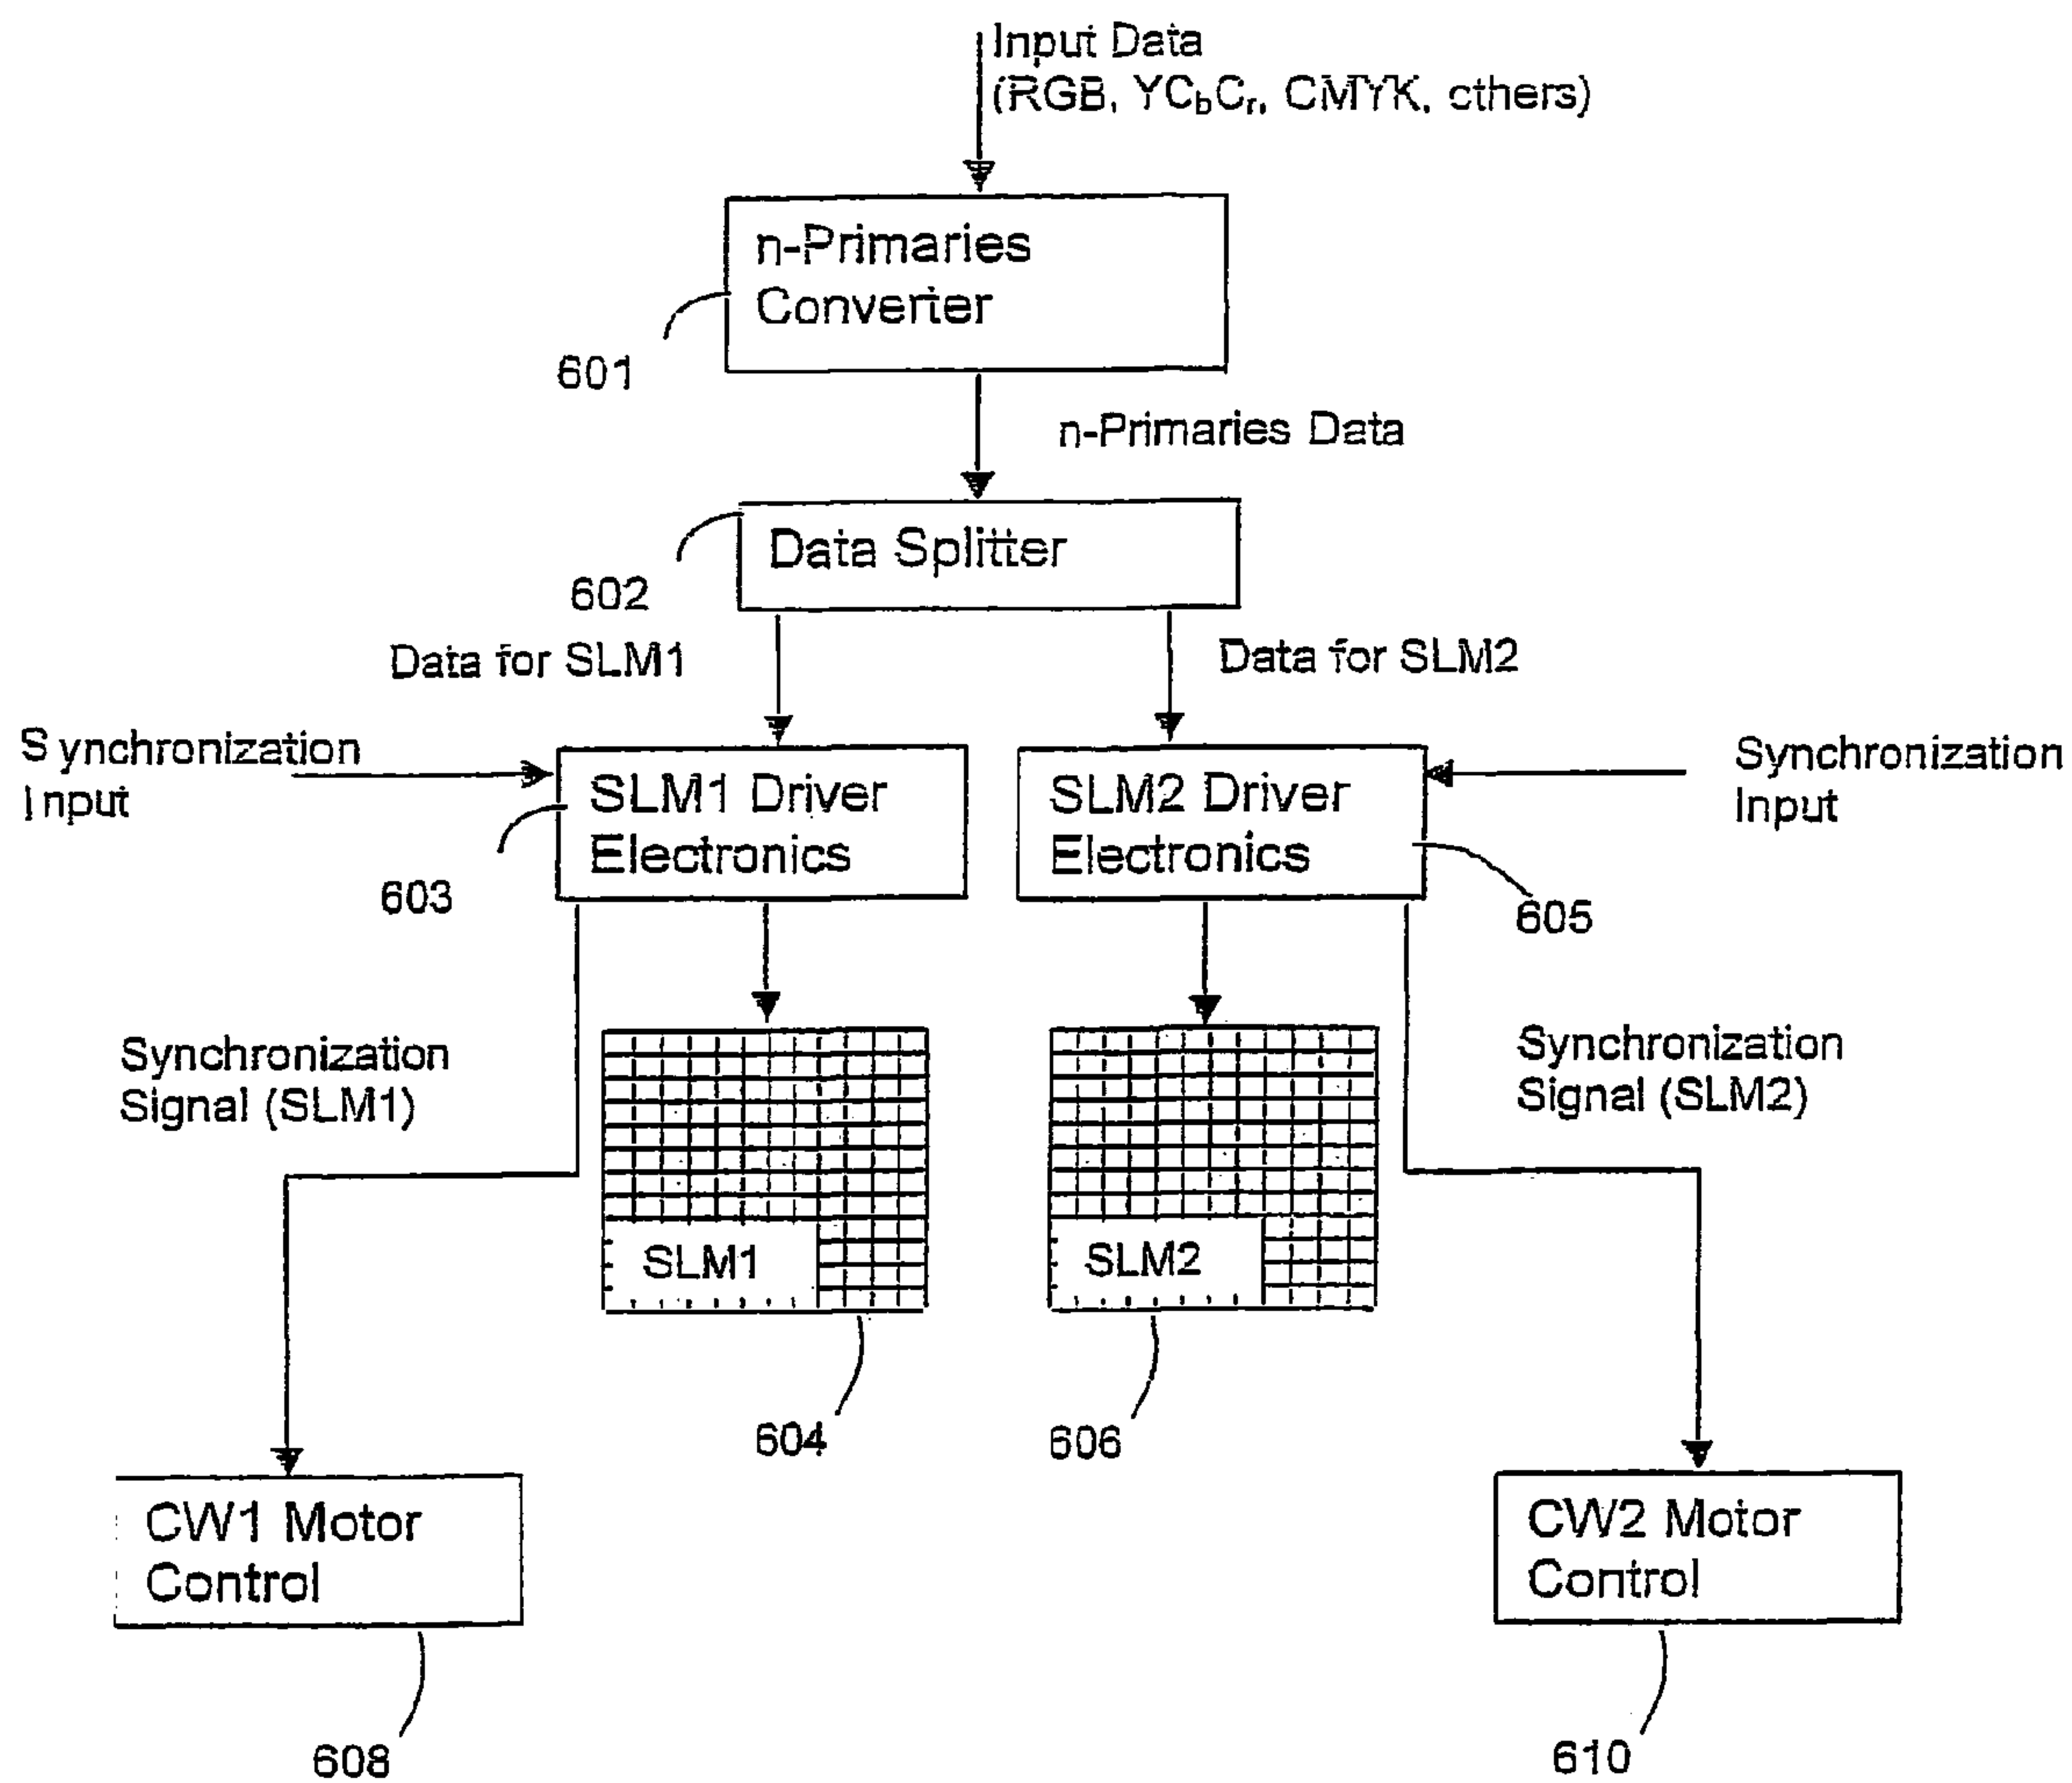 Input Data
(RGB, YCbCr, CMYK, others)
n-Primaries
Converter
601
n-Primaries Data
Data Splitter
602
Data for SLM1
Data for SLM2
Synchronization
Input
SLM1 Driver
Electronics
SLM2 Driver
Electronics
Synchronization
Input
603
605
Synchronization
Signal (SLM1)
Synchronization
Signal (SLM2)
SLM1
SLM2
604
606
CW1 Motor
Control
CW2 Motor
Control
608
610